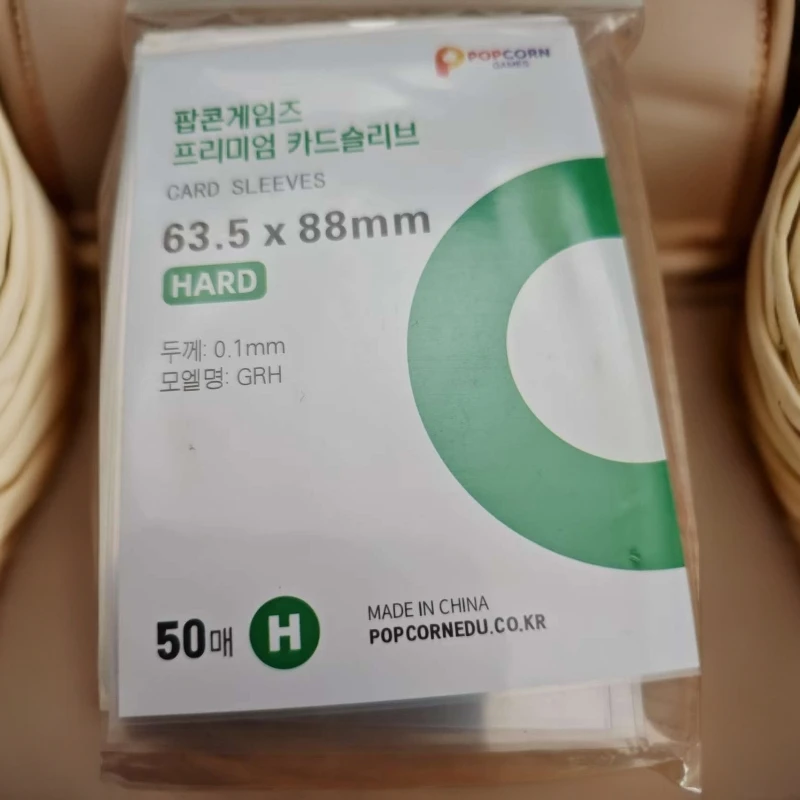 POPCORN
GAMES
팝콘게임즈
프리미엄 카드슬리브
CARD SLEEVES
63.5 x 88mm
HARD
두께: 0.1mm
모엘명: GRH
50매
H
MADE IN CHINA
POPCORNEDU.CO.KR